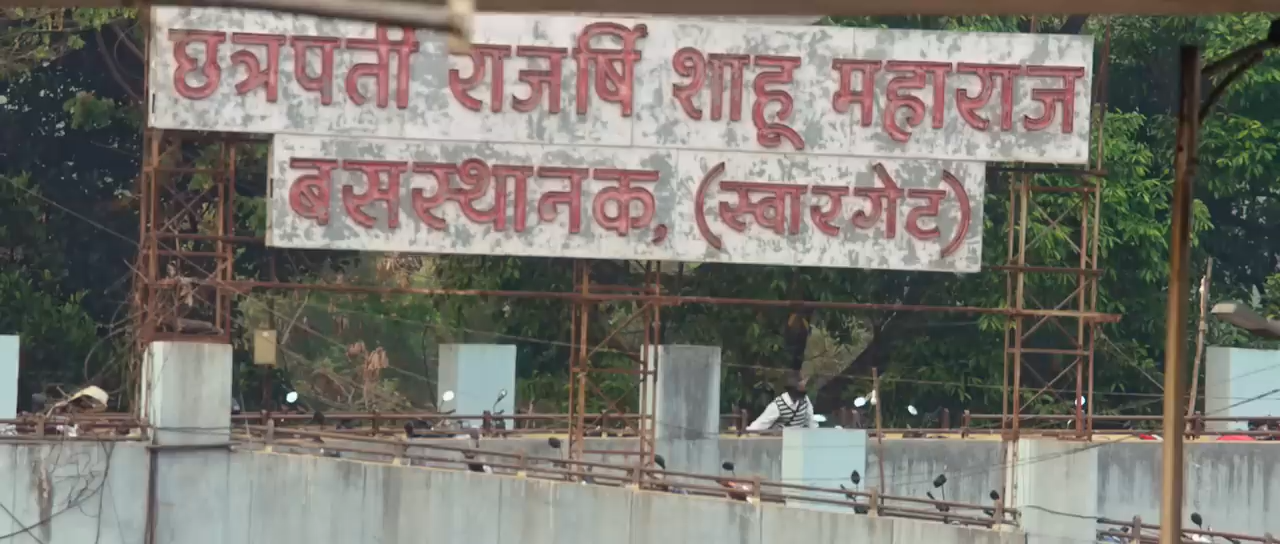 छत्रपती राजर्षि शाहू महाराज
बसस्थानक, (स्वारगेट)